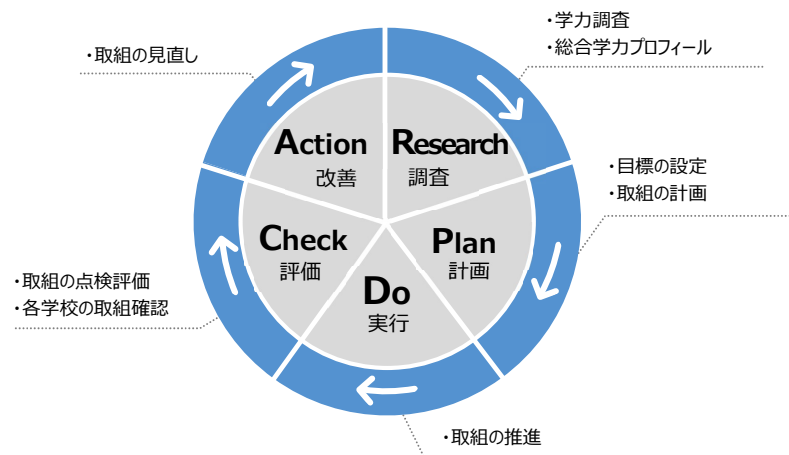 ・学力調査
・総合学力プロフィール
・取組の見直し
Action
改善
Research
調査
・目標の設定
・取組の計画
Check
評価
Plan
計画
Do
実行
・取組の点検評価
・各学校の取組確認
・取組の推進